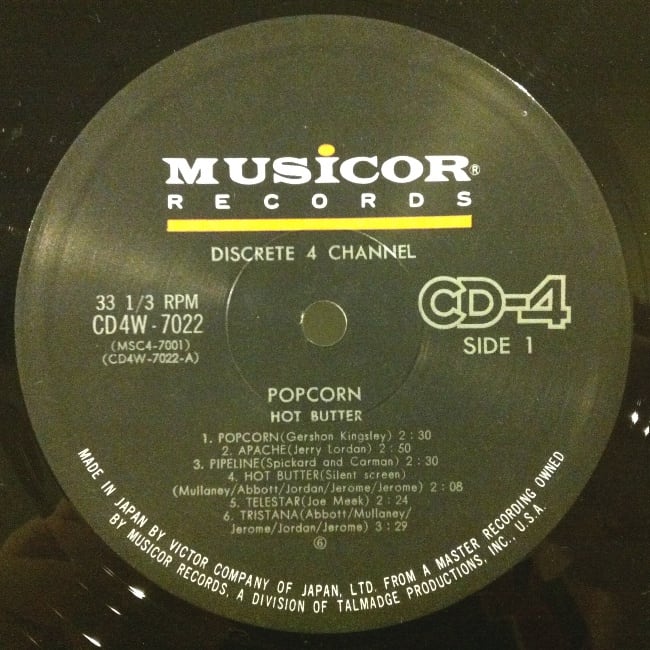 MUSiCOR®
RECORDS
DISCRETE 4 CHANNEL
33 1/3 RPM
CD4W-7022
(MSC4-7001)
(CD4W-7022-A)
CD-4
SIDE 1
POPCORN
HOT BUTTER
1. POPCORN(Gershon Kingsley) 2:30
2. APACHE(Jerry Lordan) 2:50
3. PIPELINE(Spickard and Carman) 2:30
4. HOT BUTTER(Silent screen)
(Mullaney/Abbott/Jordan/Jerome/Jerome) 2:08
5. TELESTAR(Joe Meek) 2:24
6. TRISTANA(Abbott/Mullaney/
Jerome/Jordan/Jerome) 3:29
⑥
MADE IN JAPAN BY VICTOR COMPANY OF JAPAN, LTD. FROM A MASTER RECORDING OWNED
BY MUSICOR RECORDS, A DIVISION OF TALMADGE PRODUCTIONS, INC., U.S.A.